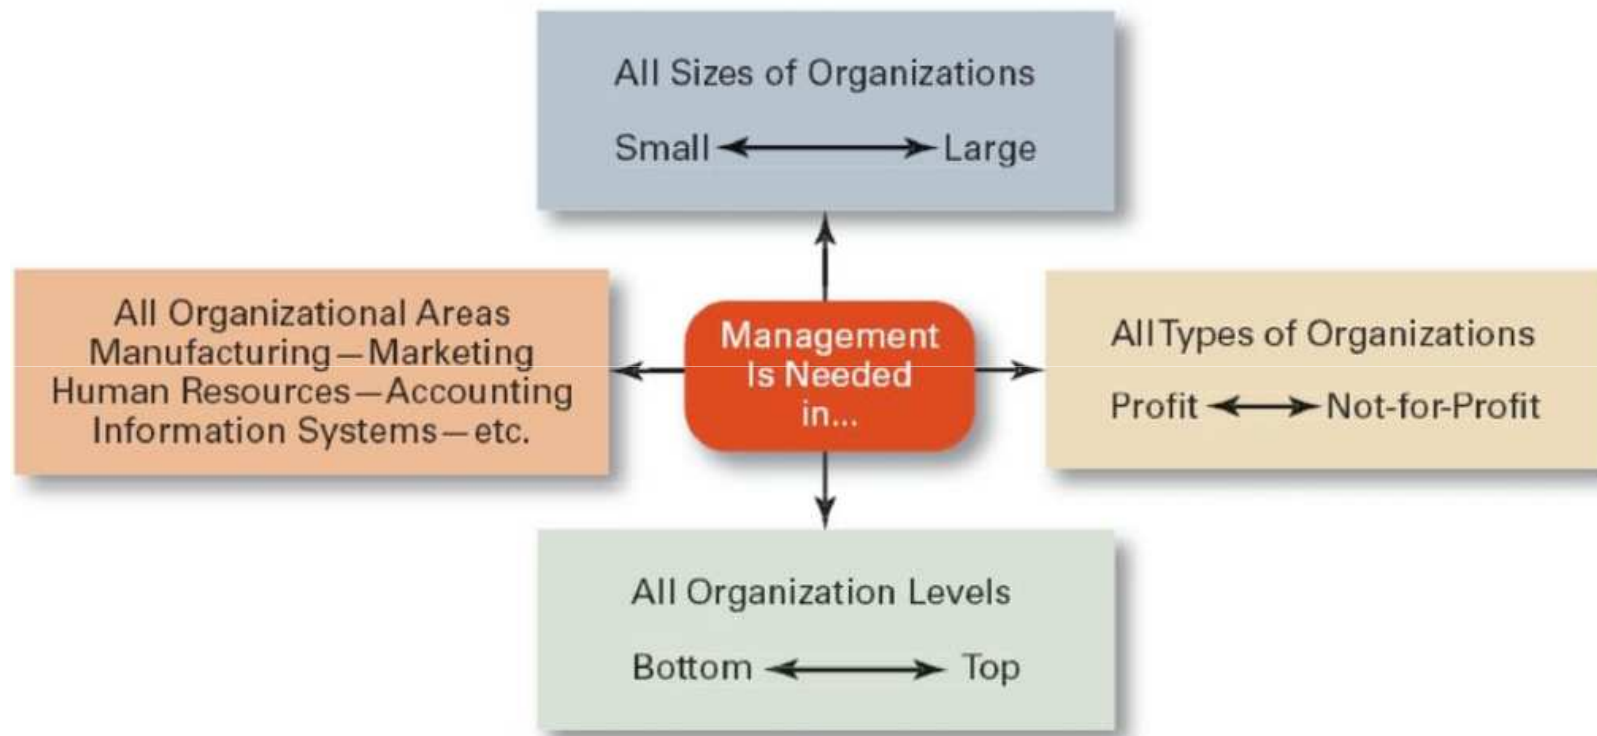 All Sizes of Organizations
Small Large
All Organizational Areas
Manufacturing—Marketing
Human Resources—Accounting
Information Systems—etc.
Management
Is Needed
in...
All Types of Organizations
Profit Not-for-Profit
All Organization Levels
Bottom Top